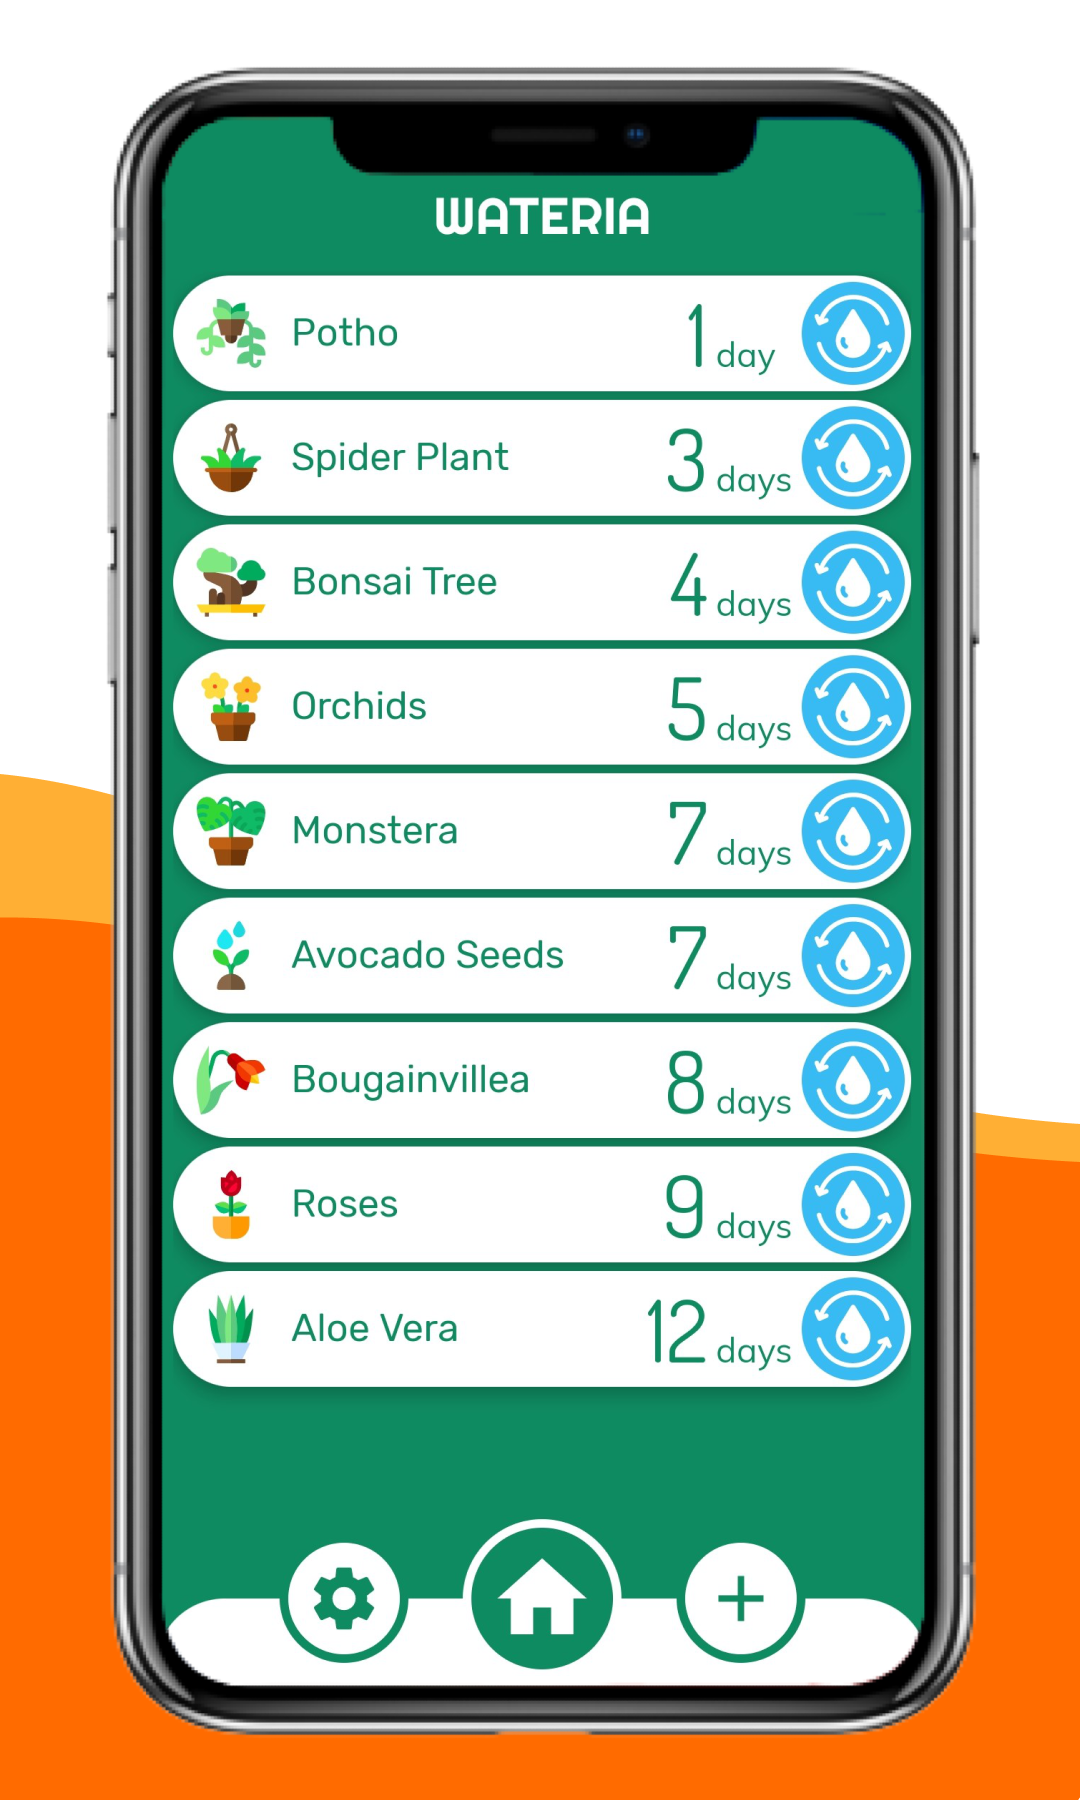 WATERIA
Potho 1 day
Spider Plant 3 days
Bonsai Tree 4 days
Orchids 5 days
Monstera 7 days
Avocado Seeds 7 days
Bougainvillea 8 days
Roses 9 days
Aloe Vera 12 days